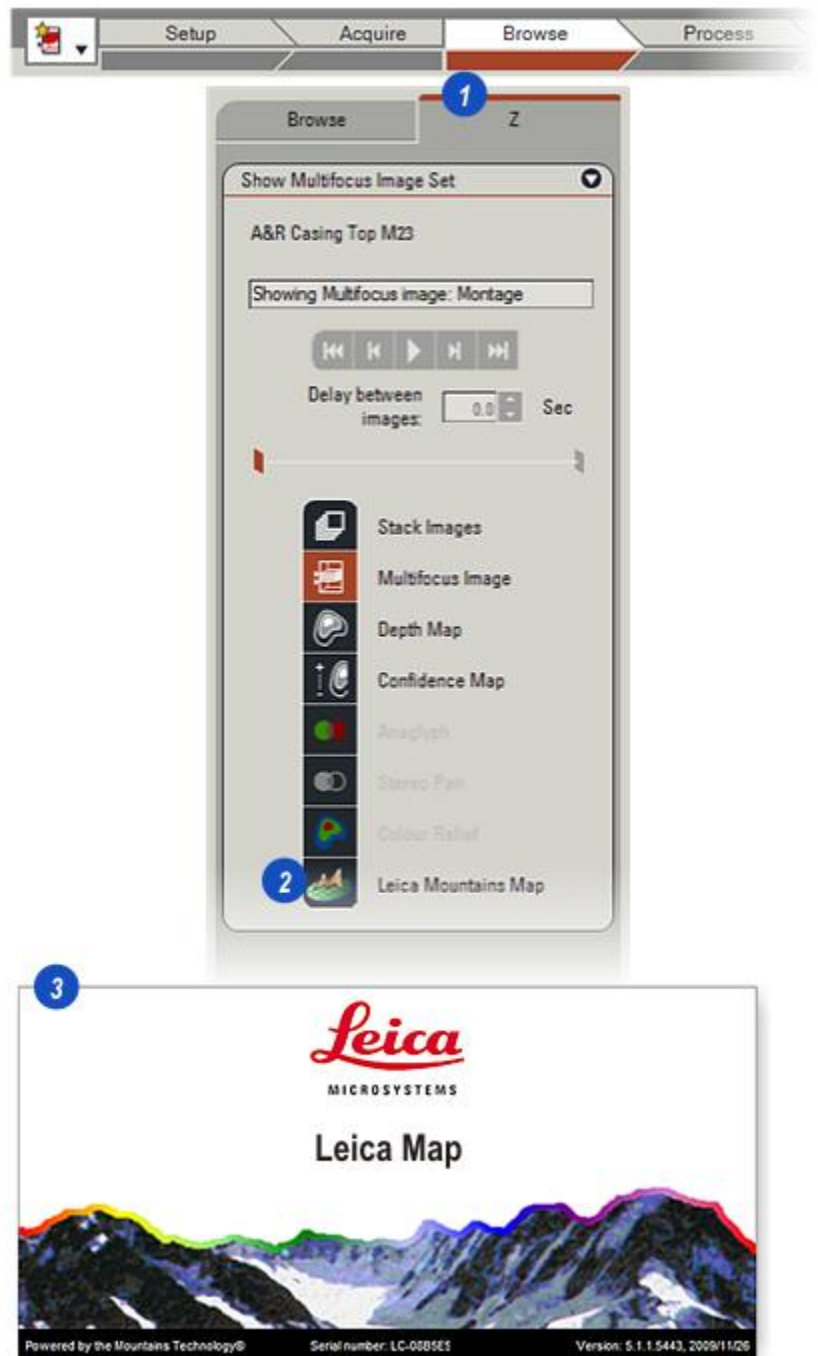 Setup Acquire Browse Process
1
Browse Z
Show Multifocus Image Set
A&R Casing Top M23
Showing Multifocus image: Montage
Delay between
images: 0.0 Sec
Stack Images
Multifocus Image
Depth Map
Confidence Map
Anaglyph
Stereo Pair
Colour Relief
2 Leica Mountains Map
3
Leica
MICROSYSTEMS
Leica Map
Powered by the Mountains Technology® Serial number: Version: 5.1.1.5443, 2009/11/26